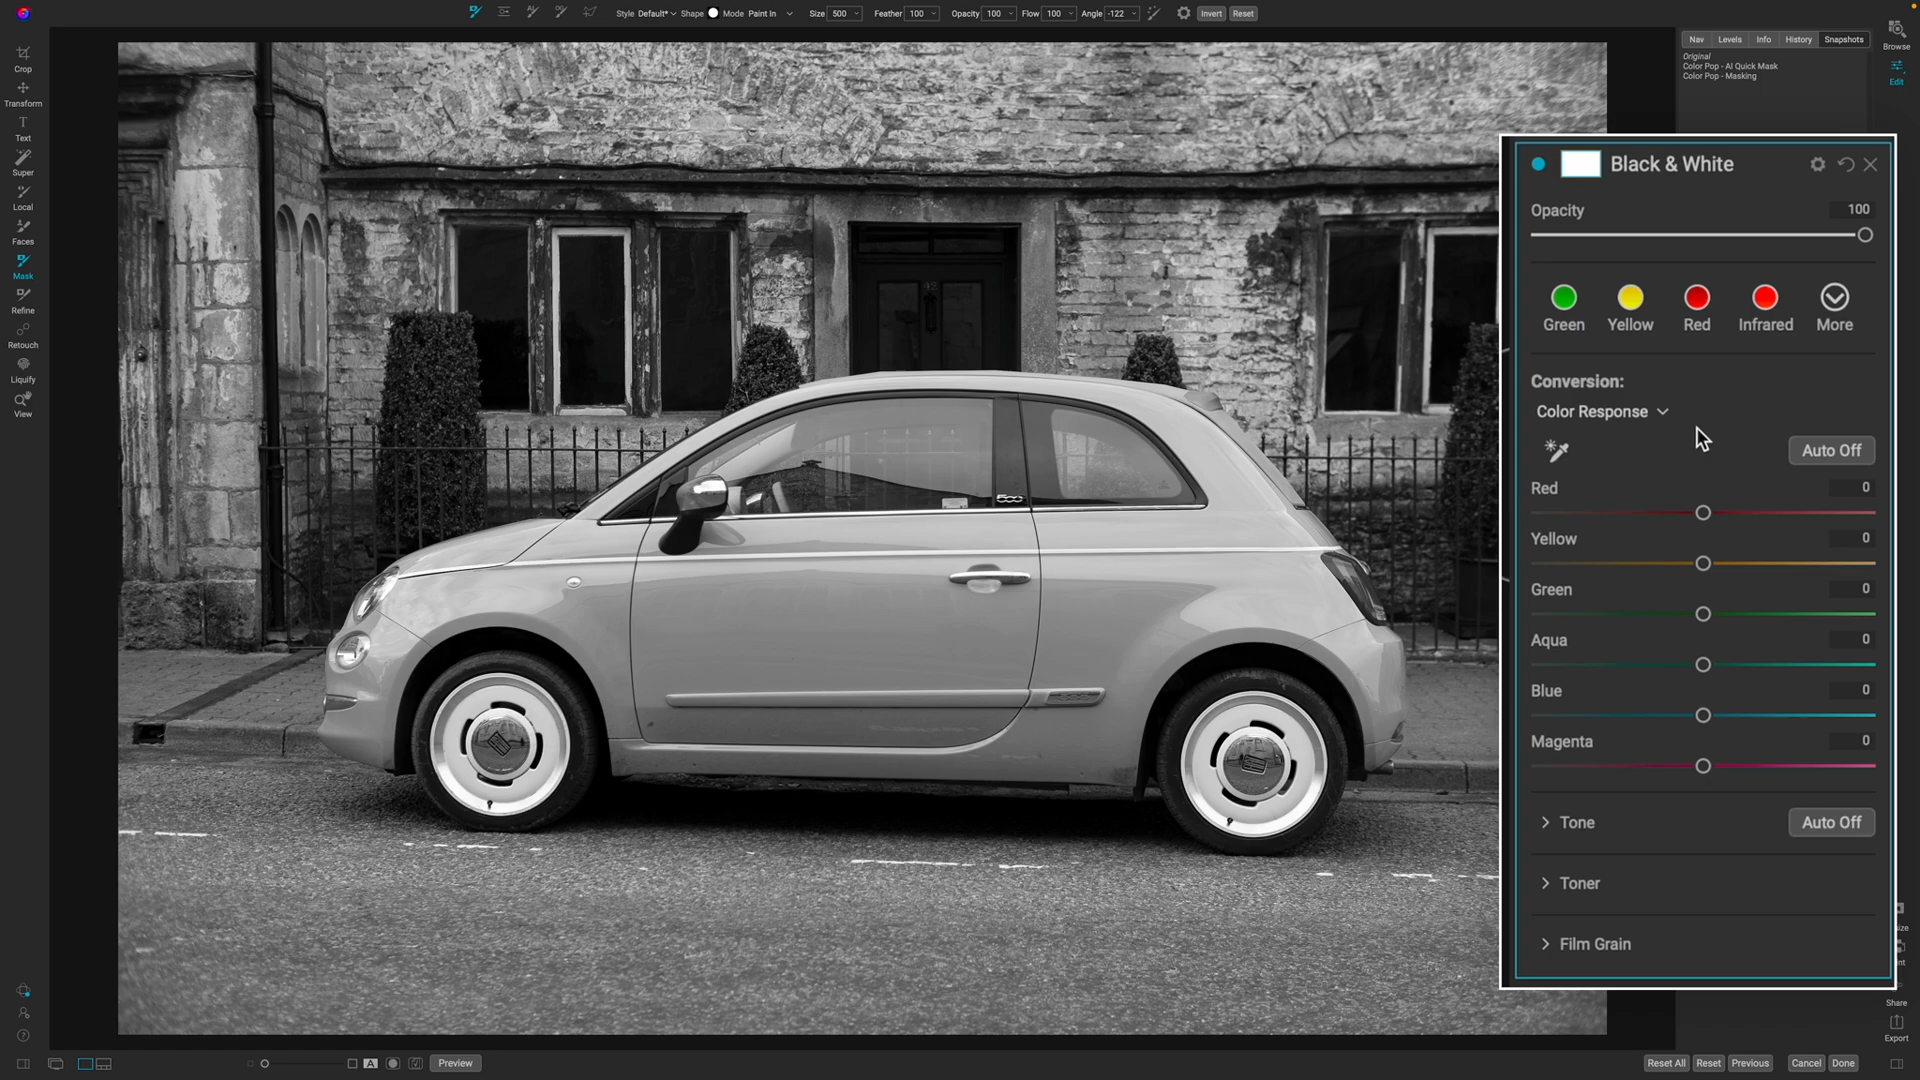 Style Default* Shape Mode Paint In Size 500 Feather 100 Opacity 100 Flow 100 Angle -122 Invert Reset
Nav Levels Info History Snapshots
Original
Color Pop - AI Quick Mask
Color Pop - Masking
Browse
Edit
Crop
Transform
Text
Super
Local
Faces
Mask
Refine
Retouch
Liquify
View
Black & White
Opacity 100
Green Yellow Red Infrared More
Conversion:
Color Response
Auto Off
Red 0
Yellow 0
Green 0
Aqua 0
Blue 0
Magenta 0
Tone Auto Off
Toner
Film Grain
500
Share
Export
A Preview
Reset All Reset Previous Cancel Done